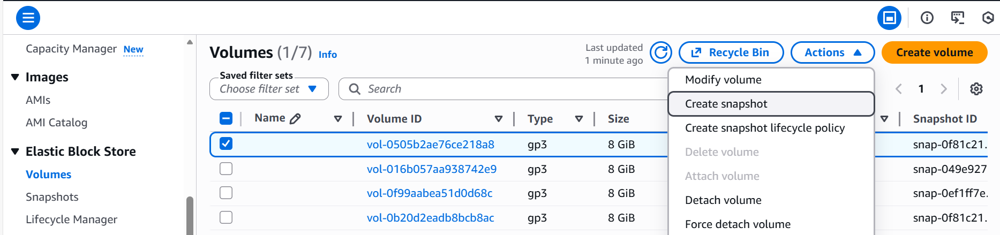 Capacity Manager New
Images
AMIs
AMI Catalog
Elastic Block Store
Volumes
Snapshots
Lifecycle Manager
Volumes (1/7) Info
Last updated
1 minute ago
Recycle Bin
Actions
Create volume
Saved filter sets
Choose filter set
Search
1
Modify volume
Create snapshot
Create snapshot lifecycle policy
Delete volume
Attach volume
Detach volume
Force detach volume
Name Volume ID Type Size Snapshot ID
vol-0505b2ae76ce218a8 gp3 8 GiB snap-0f81c21.
vol-016b057aa938742e9 gp3 8 GiB snap-049e927
vol-0f99aabea51d0d68c gp3 8 GiB snap-0ef1ff7e.
vol-0b20d2eadb8bcb8ac gp3 8 GiB snap-0f81c21.